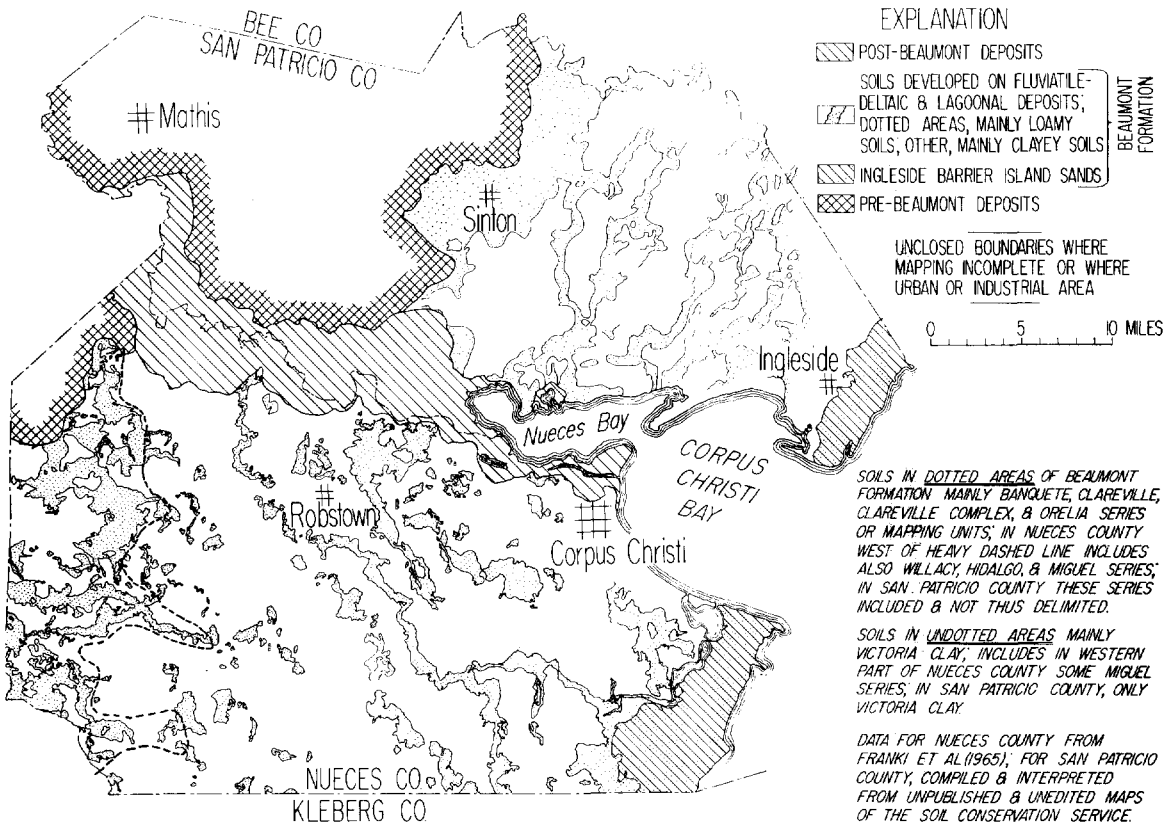 BEE CO
SAN PATRICIO CO
Mathis
Sinton
Ingleside
Nueces Bay
CORPUS
CHRISTI
BAY
Robstown
Corpus Christi
NUECES CO.
KLEBERG CO.
EXPLANATION
POST-BEAUMONT DEPOSITS
SOILS DEVELOPED ON FLUVIATILE-
DELTAIC & LAGOONAL DEPOSITS;
DOTTED AREAS, MAINLY LOAMY
SOILS; OTHER, MAINLY CLAYEY SOILS
INGLESIDE BARRIER ISLAND SANDS
BEAUMONT
FORMATION
PRE-BEAUMONT DEPOSITS
UNCLOSED BOUNDARIES WHERE
MAPPING INCOMPLETE OR WHERE
URBAN OR INDUSTRIAL AREA
0 5 10 MILES
SOILS IN DOTTED AREAS OF BEAUMONT
FORMATION MAINLY BANQUETE, CLAREVILLE,
CLAREVILLE COMPLEX, & ORELIA SERIES
OR MAPPING UNITS; IN NUECES COUNTY
WEST OF HEAVY DASHED LINE INCLUDES
ALSO WILLACY, HIDALGO, & MIGUEL SERIES;
IN SAN PATRICIO COUNTY THESE SERIES
INCLUDED & NOT THUS DELIMITED.
SOILS IN UNDOTTED AREAS MAINLY
VICTORIA CLAY; INCLUDES IN WESTERN
PART OF NUECES COUNTY SOME MIGUEL
SERIES; IN SAN PATRICIO COUNTY, ONLY
VICTORIA CLAY.
DATA FOR NUECES COUNTY FROM
FRANKI ET AL (1965); FOR SAN PATRICIO
COUNTY, COMPILED & INTERPRETED
FROM UNPUBLISHED & UNEDITED MAPS
OF THE SOIL CONSERVATION SERVICE.